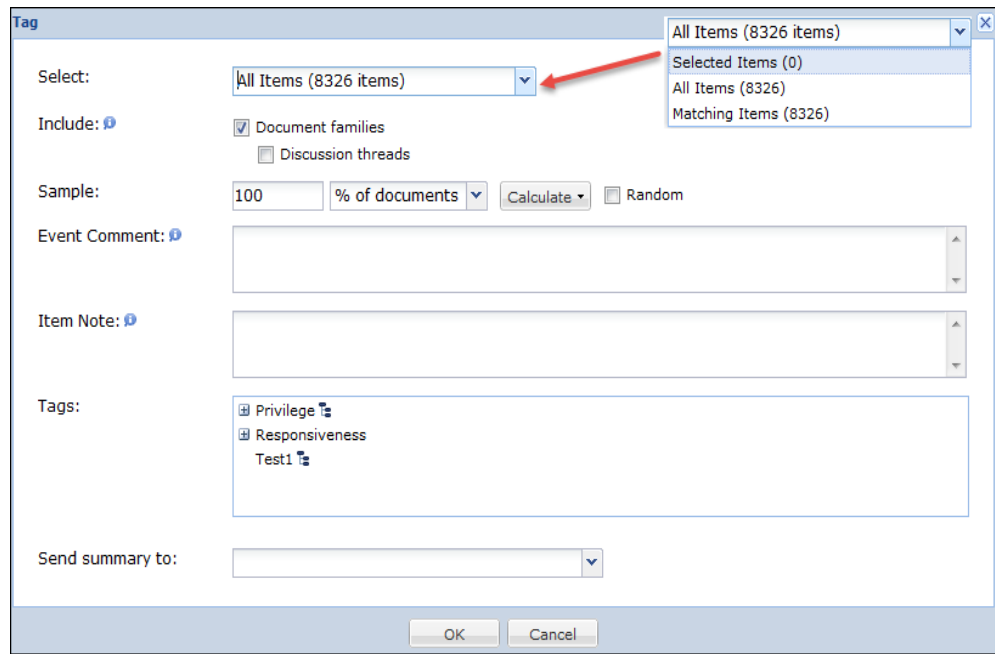 Tag
All Items (8326 items)
Selected Items (0)
All Items (8326)
Matching Items (8326)
Select:
All Items (8326 items)
Include:
Document families
Discussion threads
Sample:
100
% of documents
Calculate
Random
Event Comment:
Item Note:
Tags:
Privilege
Responsiveness
Test1
Send summary to:
OK
Cancel